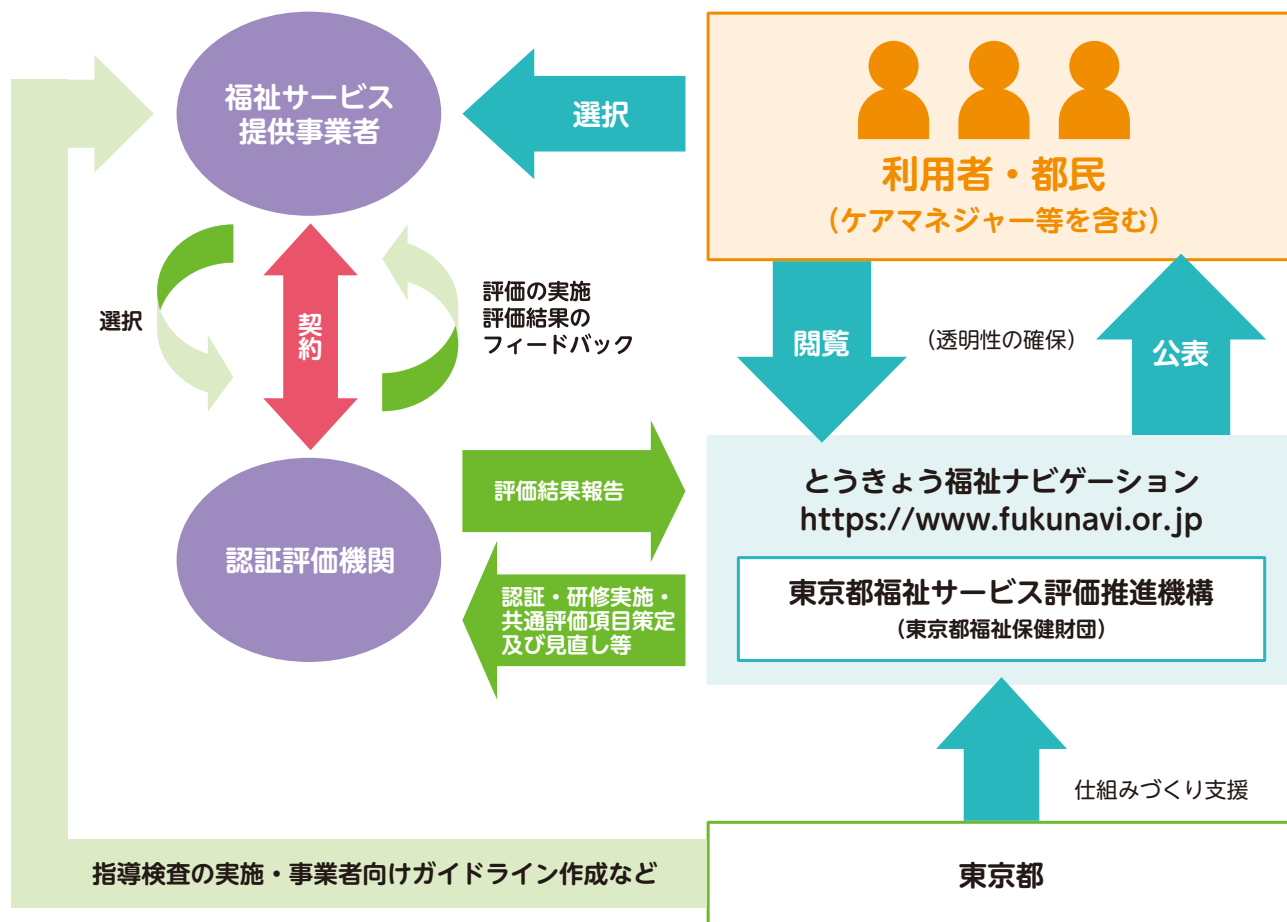 福祉サービス
提供事業者
選択
利用者・都民
（ケアマネジャー等を含む）
選択
契約
評価の実施
評価結果の
フィードバック
閲覧
（透明性の確保）
公表
認証評価機関
評価結果報告
認証・研修実施・
共通評価項目策定
及び見直し等
とうきょう福祉ナビゲーション
https://www.fukunavi.or.jp
東京都福祉サービス評価推進機構
（東京都福祉保健財団）
仕組みづくり支援
指導検査の実施・事業者向けガイドライン作成など
東京都